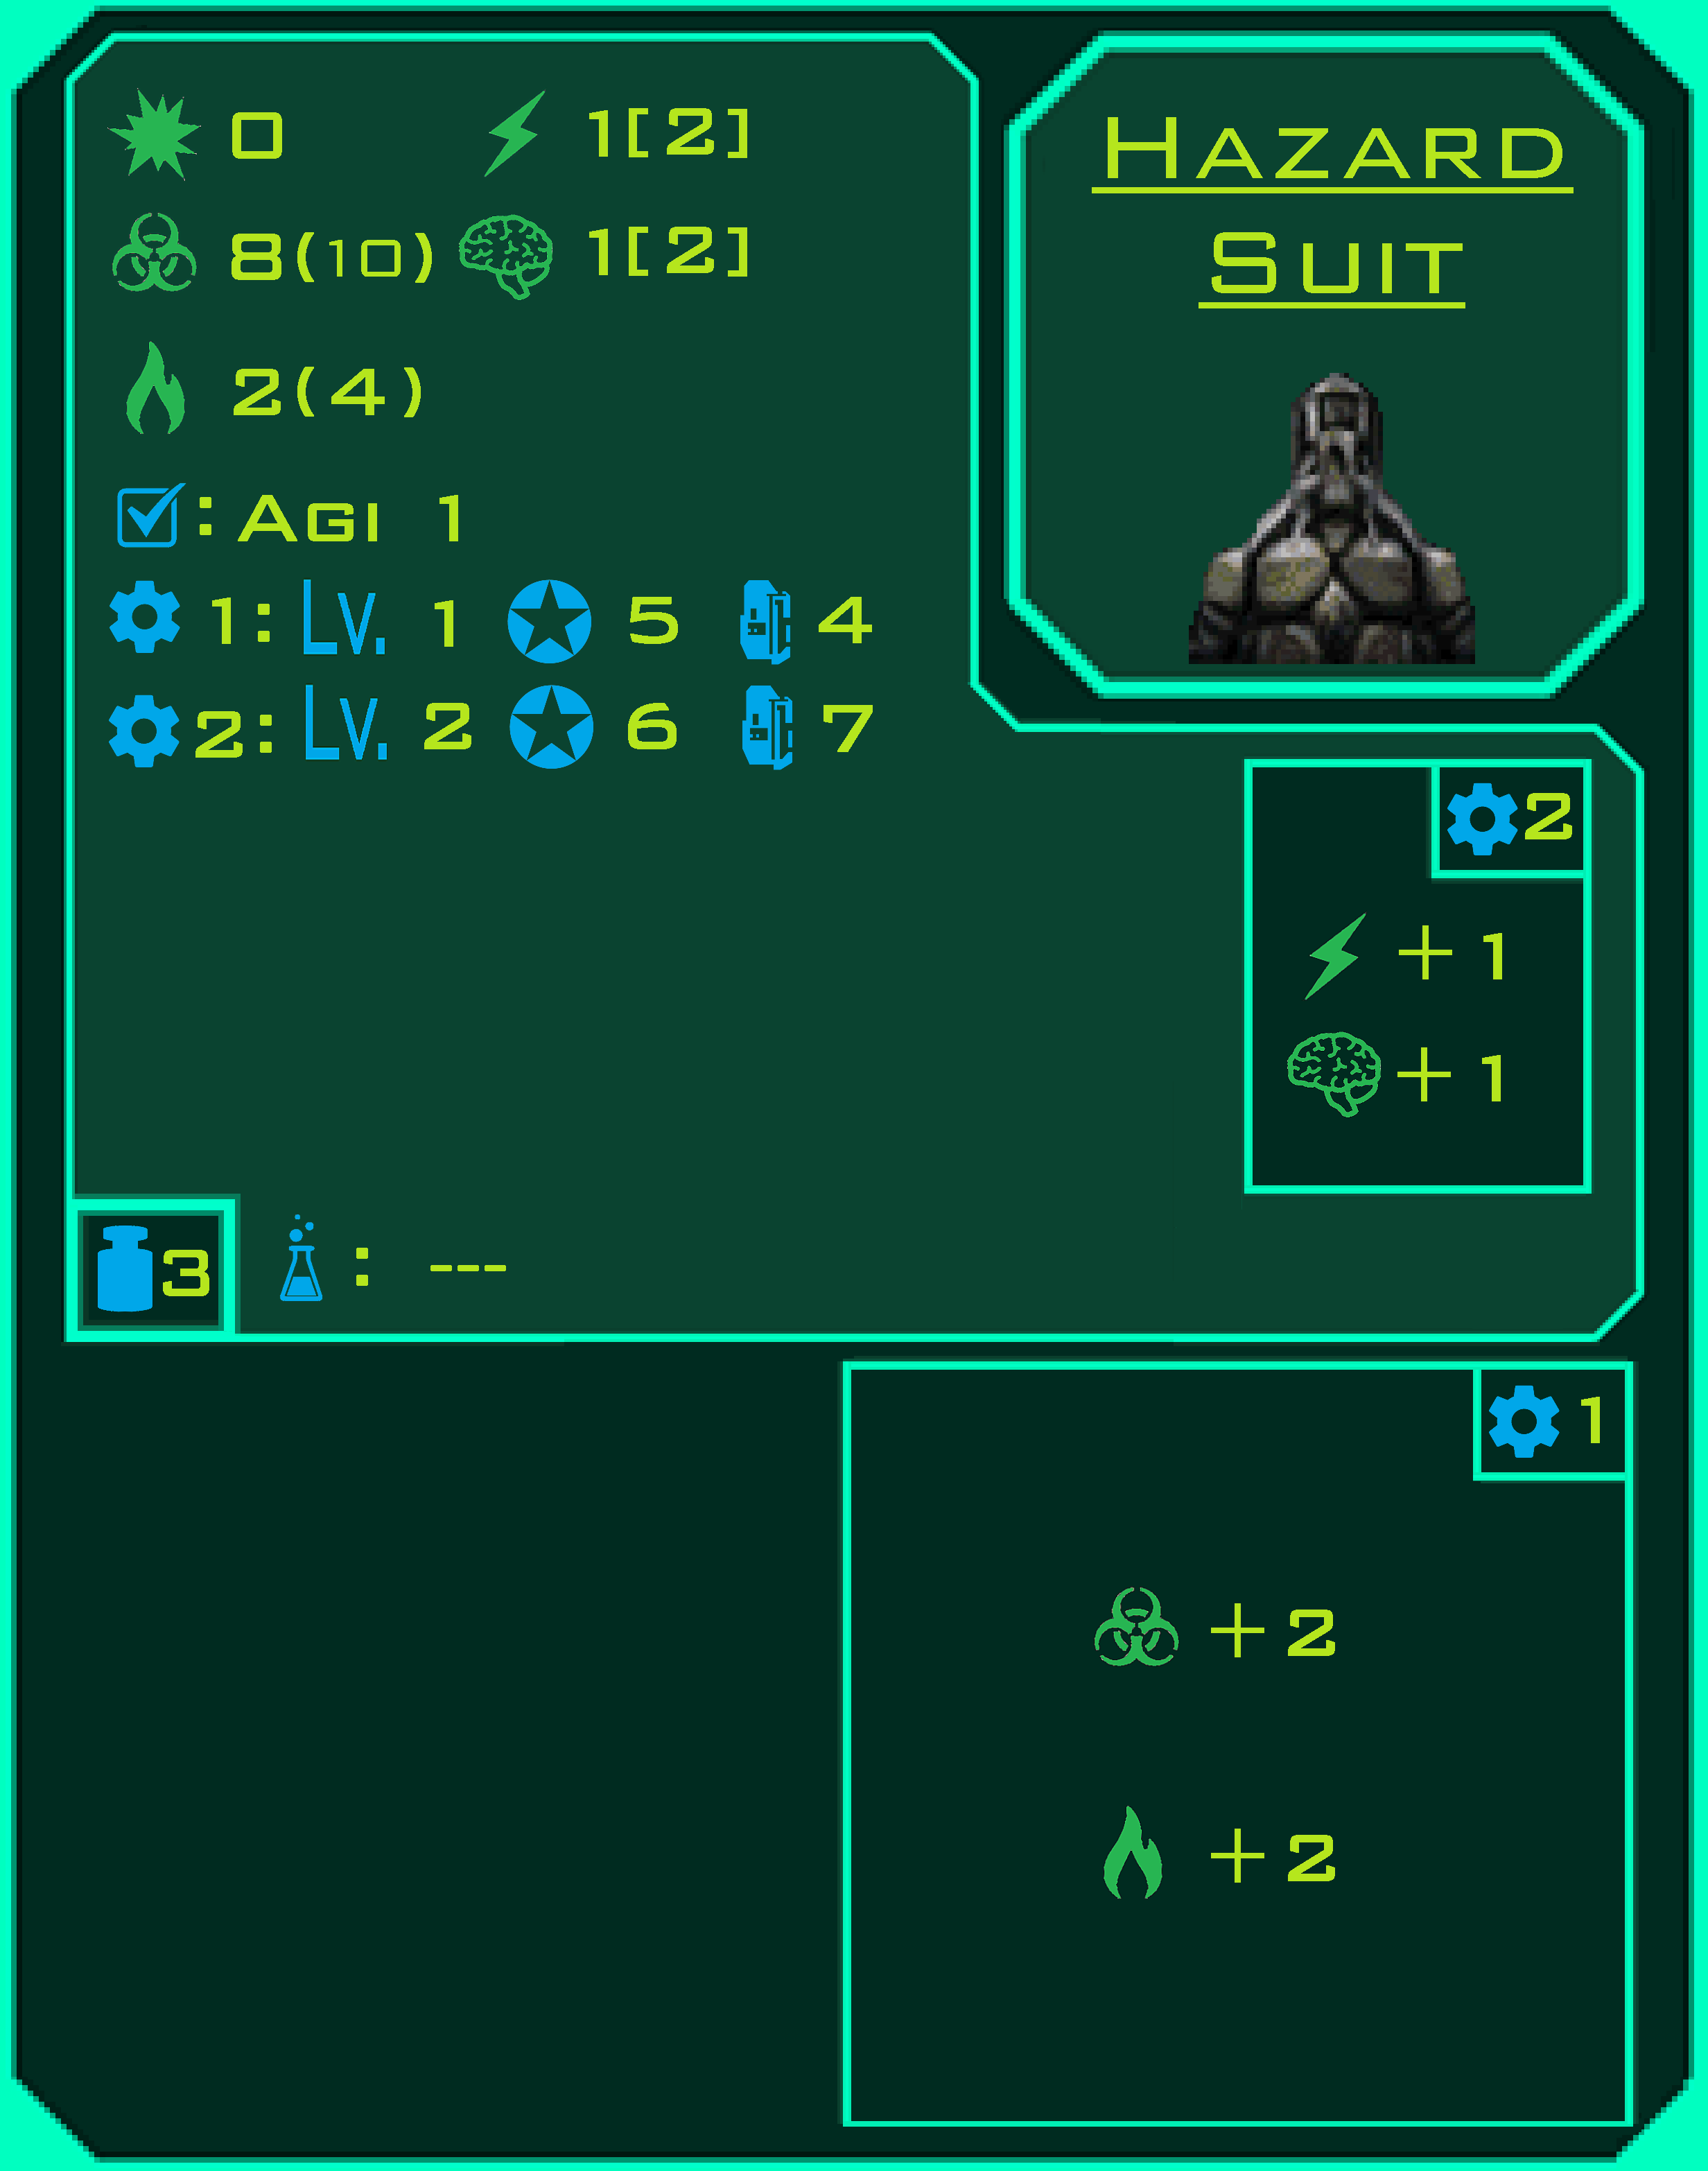 Hazard
Suit
0 1[2]
8(10) 1[2]
2(4)
: Agi 1
1: Lv. 1 5 4
2: Lv. 2 6 7
2
+ 1
+ 1
3 : ---
1
+ 2
+ 2